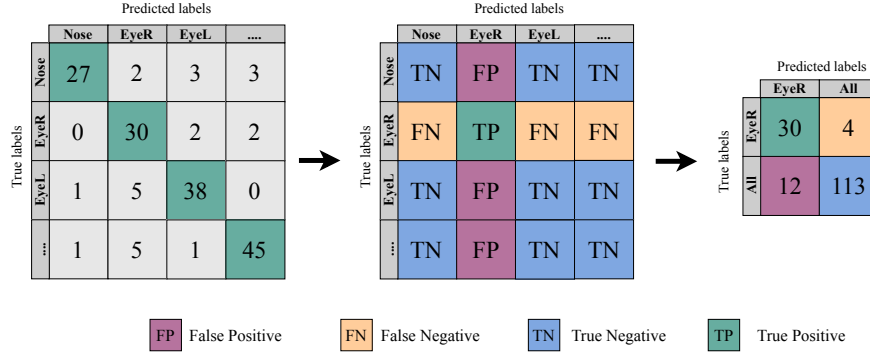 Predicted labels
Nose EyeR EyeL ....
True labels
Nose 27 2 3 3
EyeR 0 30 2 2
EyeL 1 5 38 0
.... 1 5 1 45
Predicted labels
Nose EyeR EyeL ....
True labels
Nose TN FP TN TN
EyeR FN TP FN FN
EyeL TN FP TN TN
.... TN FP TN TN
Predicted labels
EyeR All
True labels
EyeR 30 4
All 12 113
FP False Positive
FN False Negative
TN True Negative
TP True Positive